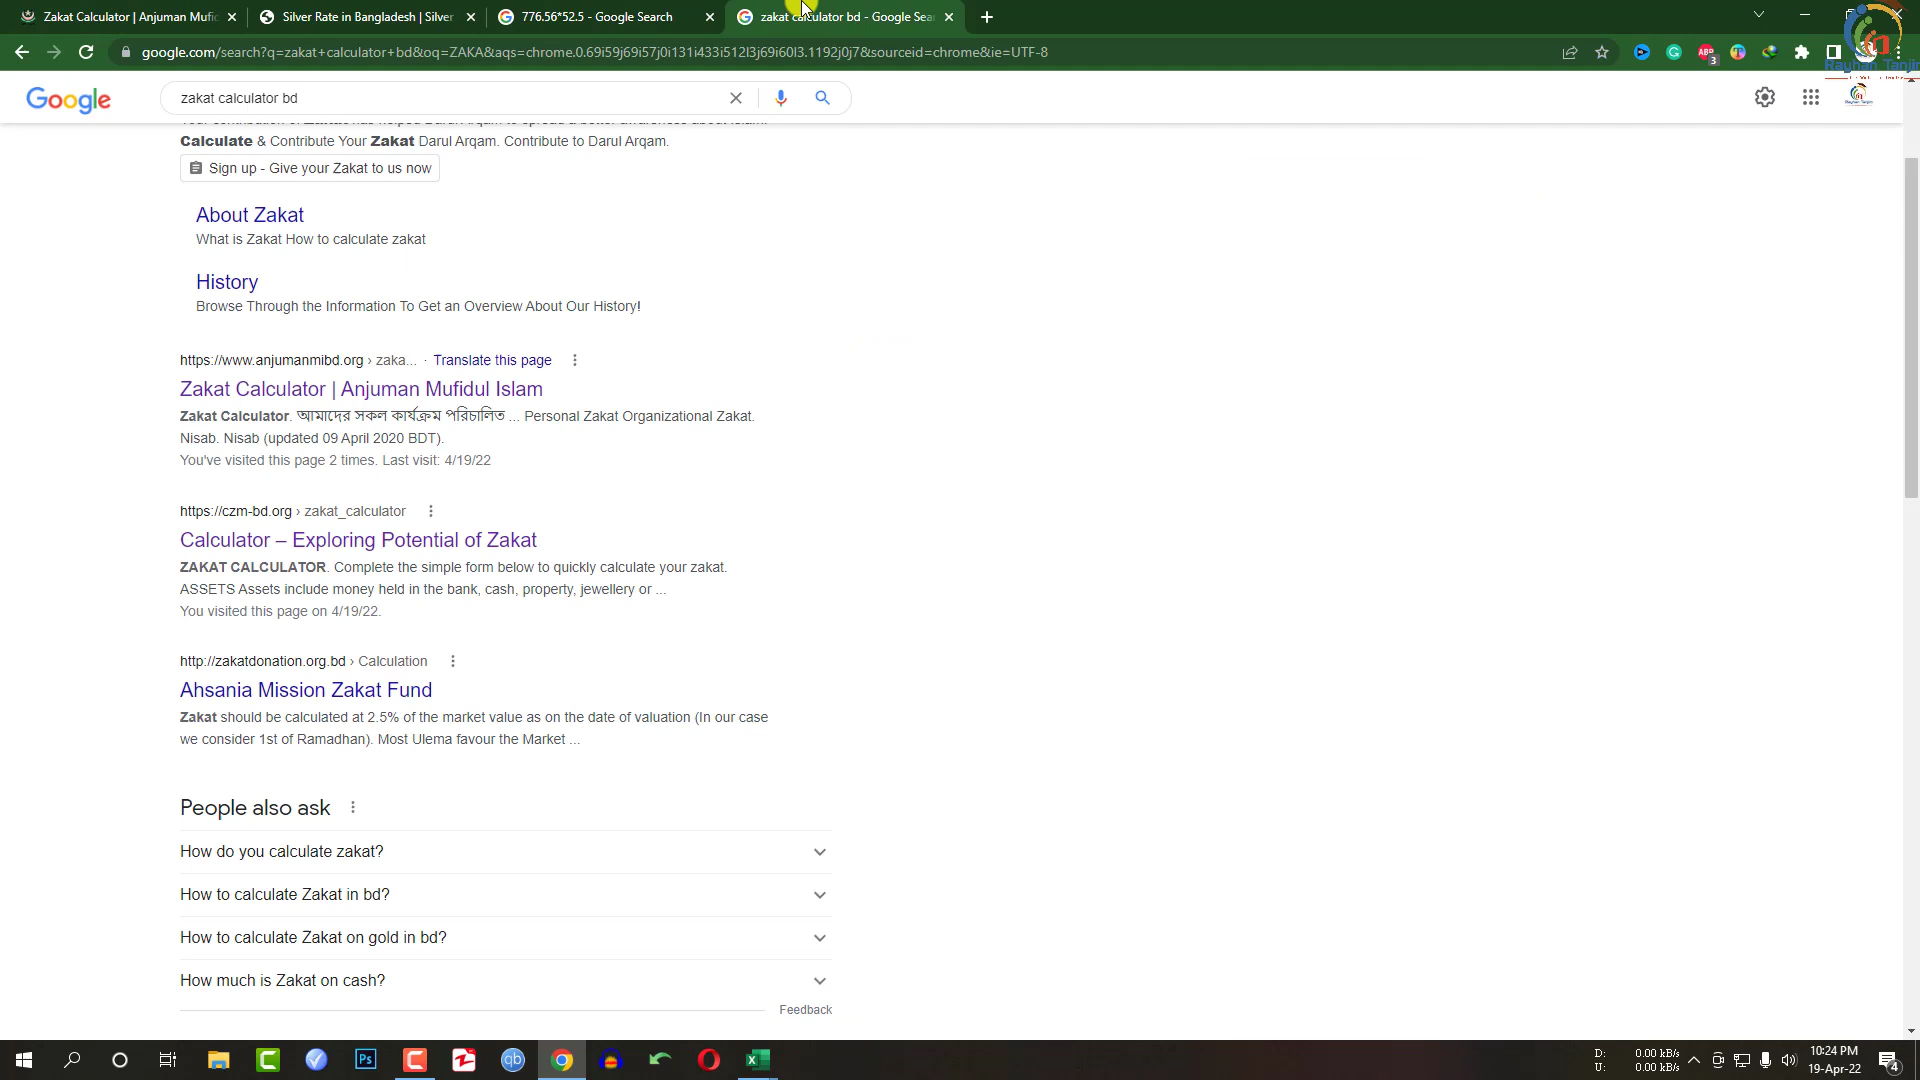 Zakat Calculator | Anjuman Mufid
Silver Rate in Bangladesh | Silver
776.56*52.5 - Google Search
zakat calculator bd - Google Sea
google.com/search?q=zakat+calculator+bd&oq=ZAKA&aqs=chrome.0.69i59j69i57j0i131i433i512l3j69i60l3.1192j0j7&sourceid=chrome&ie=UTF-8
ABP
3
Rayhan Tanjim
Google
zakat calculator bd
Calculate & Contribute Your Zakat Darul Arqam. Contribute to Darul Arqam.
Sign up - Give your Zakat to us now
About Zakat
What is Zakat How to calculate zakat
History
Browse Through the Information To Get an Overview About Our History!
https://www.anjumanmibd.org › zaka... · Translate this page
Zakat Calculator | Anjuman Mufidul Islam
Zakat Calculator. আমাদের সকল কার্যক্রম পরিচালিত ... Personal Zakat Organizational Zakat.
Nisab. Nisab (updated 09 April 2020 BDT).
You've visited this page 2 times. Last visit: 4/19/22
https://czm-bd.org › zakat_calculator
Calculator – Exploring Potential of Zakat
ZAKAT CALCULATOR. Complete the simple form below to quickly calculate your zakat.
ASSETS Assets include money held in the bank, cash, property, jewellery or ...
You visited this page on 4/19/22.
http://zakatdonation.org.bd › Calculation
Ahsania Mission Zakat Fund
Zakat should be calculated at 2.5% of the market value as on the date of valuation (In our case
we consider 1st of Ramadhan). Most Ulema favour the Market ...
People also ask
How do you calculate zakat?
How to calculate Zakat in bd?
How to calculate Zakat on gold in bd?
How much is Zakat on cash?
Feedback
Ps
qb
D: 0.00 kB/s
U: 0.00 kB/s
10:24 PM
19-Apr-22
4